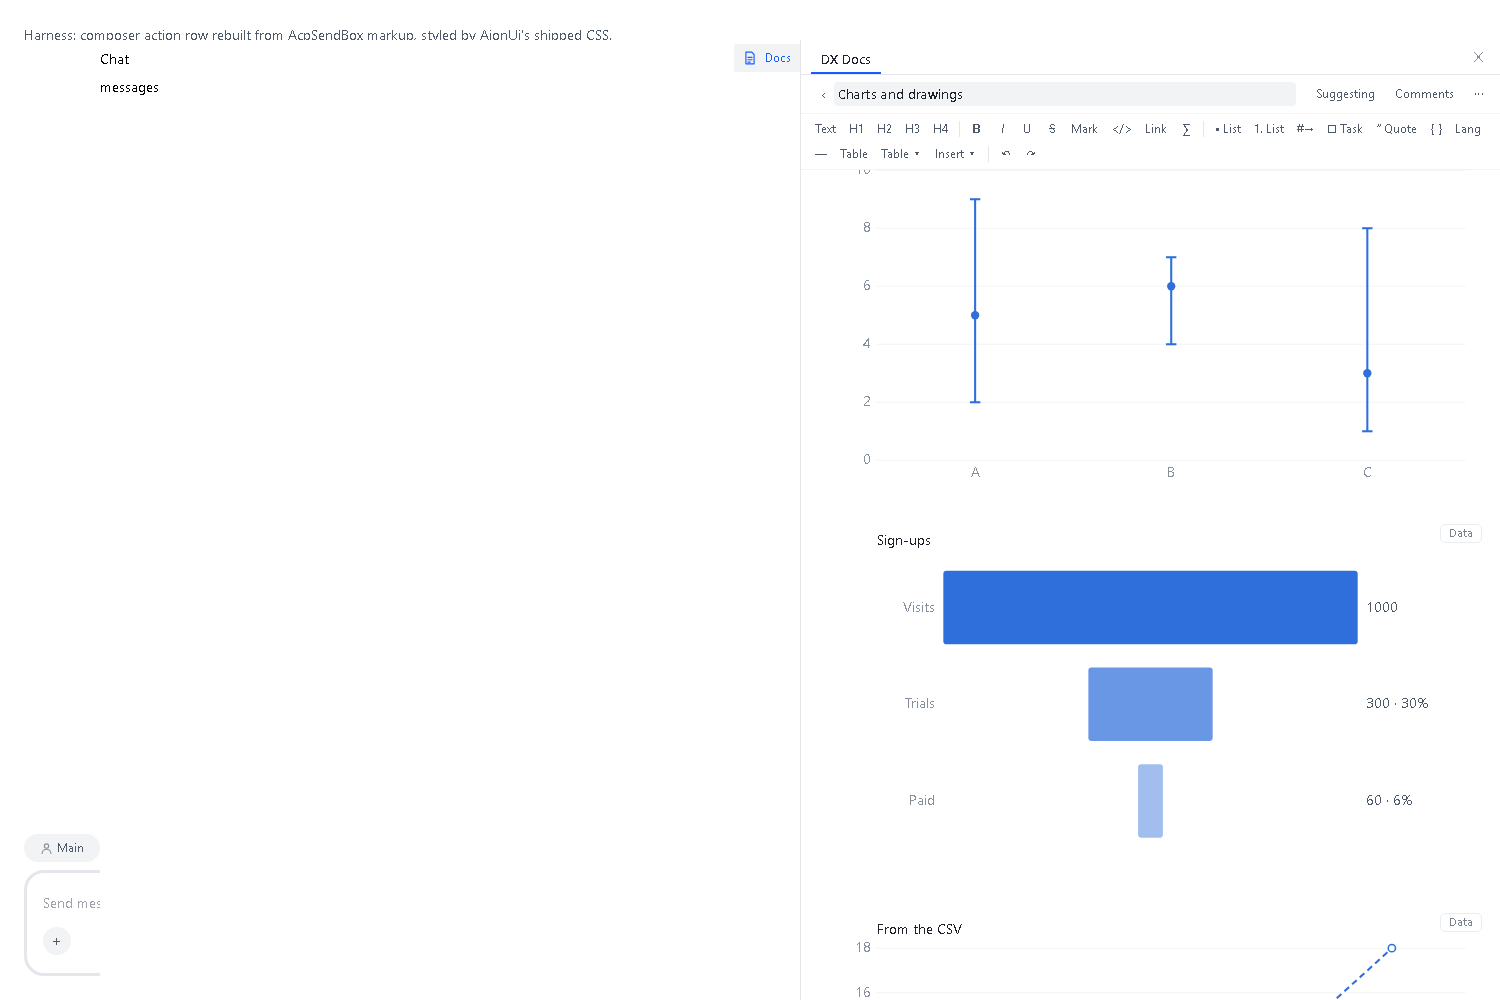 Harness: composer action row rebuilt from AcpSendBox markup, styled by AionUi's shipped CSS.
Chat
messages
Docs
Main
Send mes
+
DX Docs
Charts and drawings
Suggesting
Comments
Text H1 H2 H3 H4 B I U S Mark </> Link ∑ • List 1. List #→ ☐ Task " Quote { } Lang
— Table Table ▾ Insert ▾ ↶ ↷
10
8
6
4
2
0
A B C
Data
Sign-ups
Visits 1000
Trials 300 · 30%
Paid 60 · 6%
Data
From the CSV
18
16